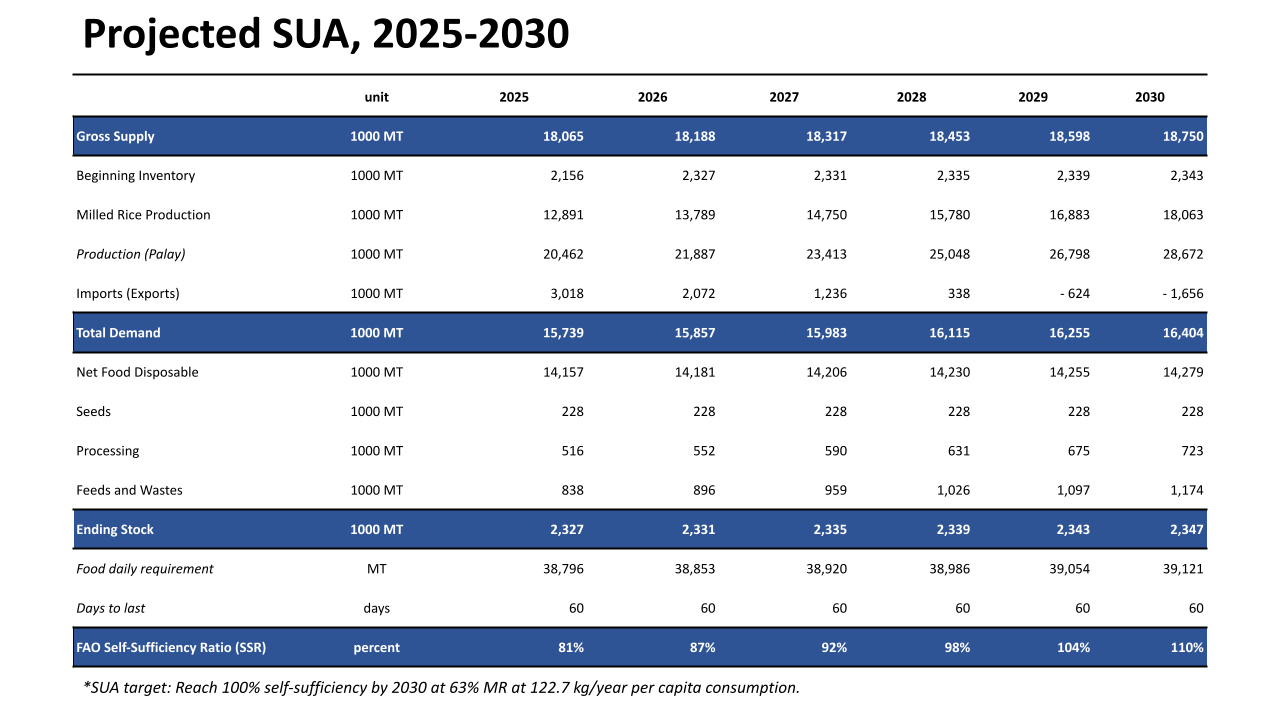 Projected SUA, 2025-2030
unit 2025 2026 2027 2028 2029 2030
Gross Supply 1000 MT 18,065 18,188 18,317 18,453 18,598 18,750
Beginning Inventory 1000 MT 2,156 2,327 2,331 2,335 2,339 2,343
Milled Rice Production 1000 MT 12,891 13,789 14,750 15,780 16,883 18,063
Production (Palay) 1000 MT 20,462 21,887 23,413 25,048 26,798 28,672
Imports (Exports) 1000 MT 3,018 2,072 1,236 338 - 624 - 1,656
Total Demand 1000 MT 15,739 15,857 15,983 16,115 16,255 16,404
Net Food Disposable 1000 MT 14,157 14,181 14,206 14,230 14,255 14,279
Seeds 1000 MT 228 228 228 228 228 228
Processing 1000 MT 516 552 590 631 675 723
Feeds and Wastes 1000 MT 838 896 959 1,026 1,097 1,174
Ending Stock 1000 MT 2,327 2,331 2,335 2,339 2,343 2,347
Food daily requirement MT 38,796 38,853 38,920 38,986 39,054 39,121
Days to last days 60 60 60 60 60 60
FAO Self-Sufficiency Ratio (SSR) percent 81% 87% 92% 98% 104% 110%
*SUA target: Reach 100% self-sufficiency by 2030 at 63% MR at 122.7 kg/year per capita consumption.